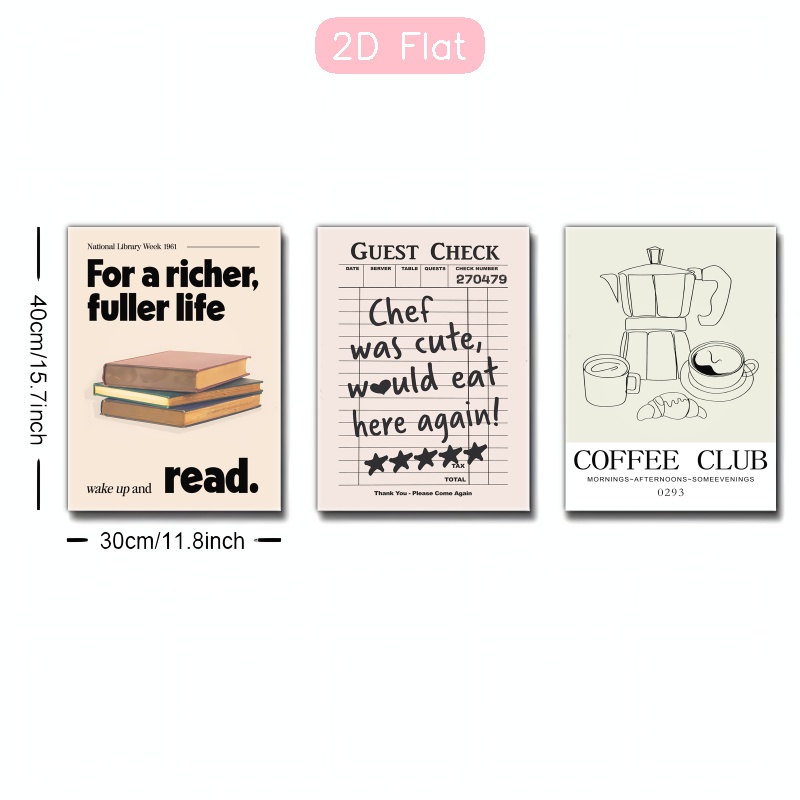 2D Flat
40cm/15.7inch
30cm/11.8inch
National Library Week 1961
For a richer,
fuller life
wake up and read.
GUEST CHECK
DATE SERVER TABLE QUESTS CHECK NUMBER
270479
Chef
was cute,
would eat
here again!
TAX
TOTAL
Thank You - Please Come Again
COFFEE CLUB
MORNINGS~AFTERNOONS~SOMEEVENINGS
0293